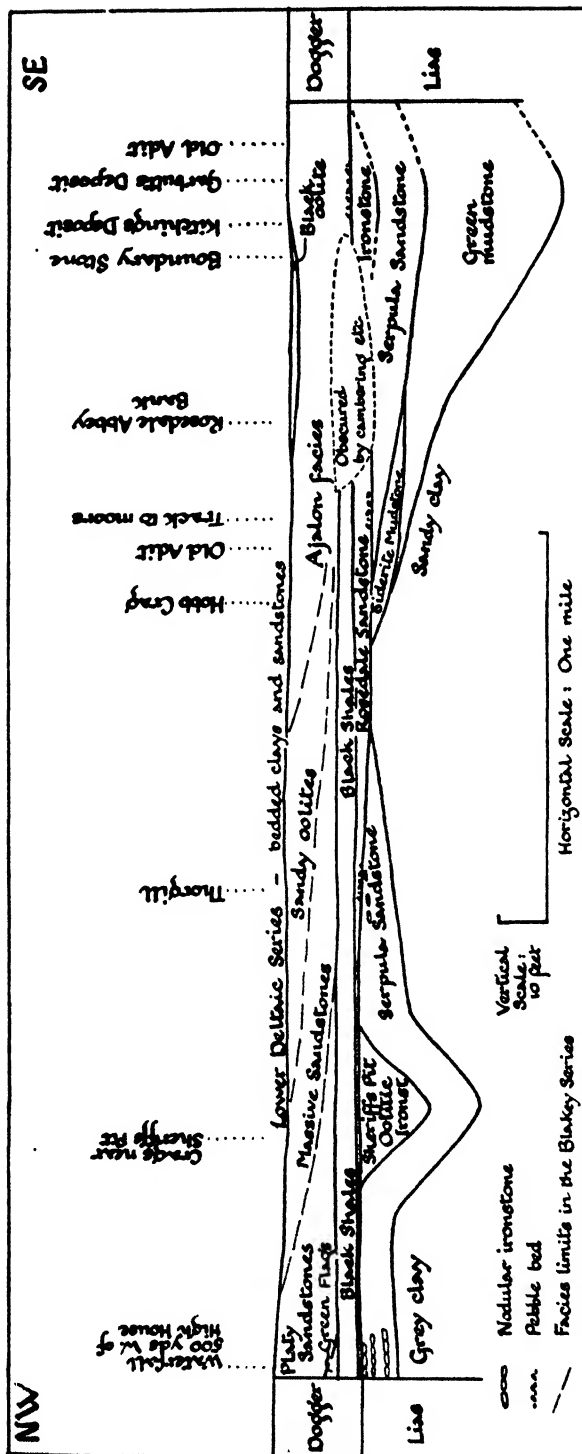 NW
SE
Waterfall
500 yds W. of
High House
Crags near
Sheriffs Pit
Thorgill
Hobb Crag
Old Adit
Track to moors
Rosedale Abbey
Bank
Boundary Stone
Kitchings Deposit
Garbutts Deposit
Old Adit
Lower Deltaic Series - bedded clays and sandstones
Dogger
Dogger
Platy
Sandstones
Green Flags
Massive Sandstones
Sandy oolites
Ajalon facies
Black oolite
Obscured
by cambering etc
Black Shales
Black Shales
Rosedale Sandstone
Ironstone
Lias
Lias
Grey clay
Sheriffs Pit
Oolitic
Ironst
Serpula Sandstone
Siderite Mudstone
Serpula Sandstone
Sandy clay
Green
mudstone
Nodular ironstone
Pebble bed
Facies limits in the Blakey Series
Vertical
Scale:
10 feet
Horizontal Scale: One mile